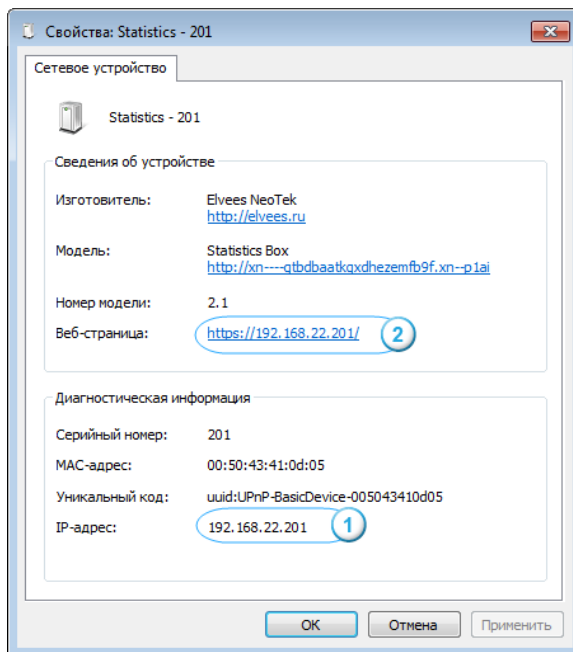 Свойства: Statistics - 201
Сетевое устройство
Statistics - 201
Сведения об устройстве
Изготовитель: Elvees NeoTek
http://elvees.ru
Модель: Statistics Box
http://xn----gtbdbaatkgxdhezemfb9f.xn--p1ai
Номер модели: 2.1
Веб-страница: https://192.168.22.201/ 2
Диагностическая информация
Серийный номер: 201
MAC-адрес: 00:50:43:41:0d:05
Уникальный код: uuid:UPnP-BasicDevice-005043410d05
IP-адрес: 192.168.22.201 1
ОК Отмена Применить